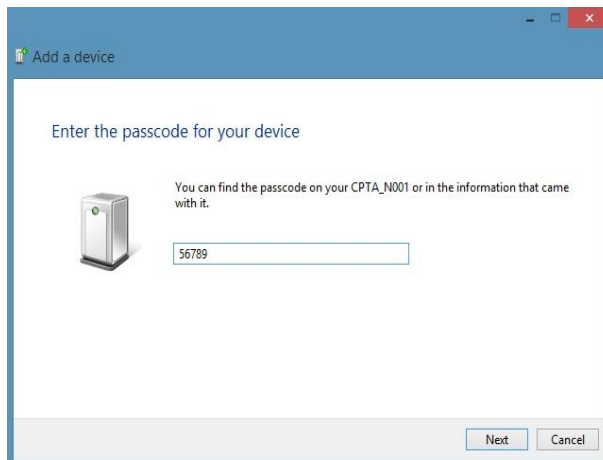 Add a device
Enter the passcode for your device
You can find the passcode on your CPTA_N001 or in the information that came
with it.
56789
Next
Cancel